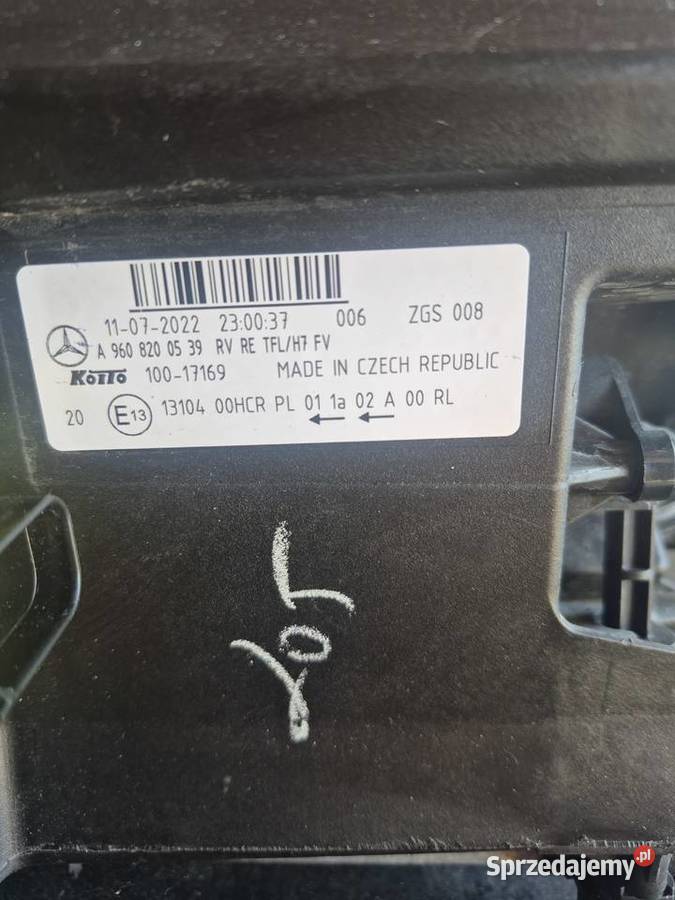 11-07-2022 23:00:37 006 ZGS 008
A 960 820 05 39 RV RE TFL/H7 FV
KOITO 100-17169 MADE IN CZECH REPUBLIC
20 E13 13104 00HCR PL 01 1a 02 A 00 RL
Sprzedajemy.pl